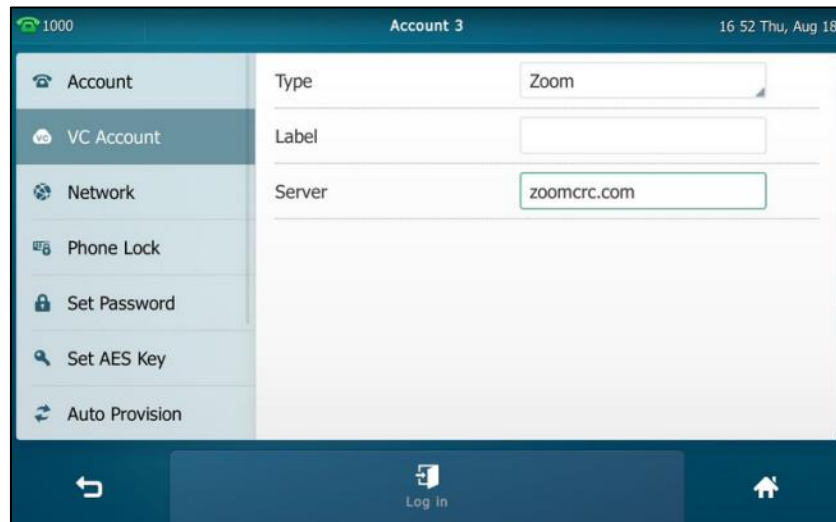 1000 Account 3 16 52 Thu, Aug 18
Account
VC Account
Network
Phone Lock
Set Password
Set AES Key
Auto Provision
Type Zoom
Label
Server zoomcrc.com
Log in